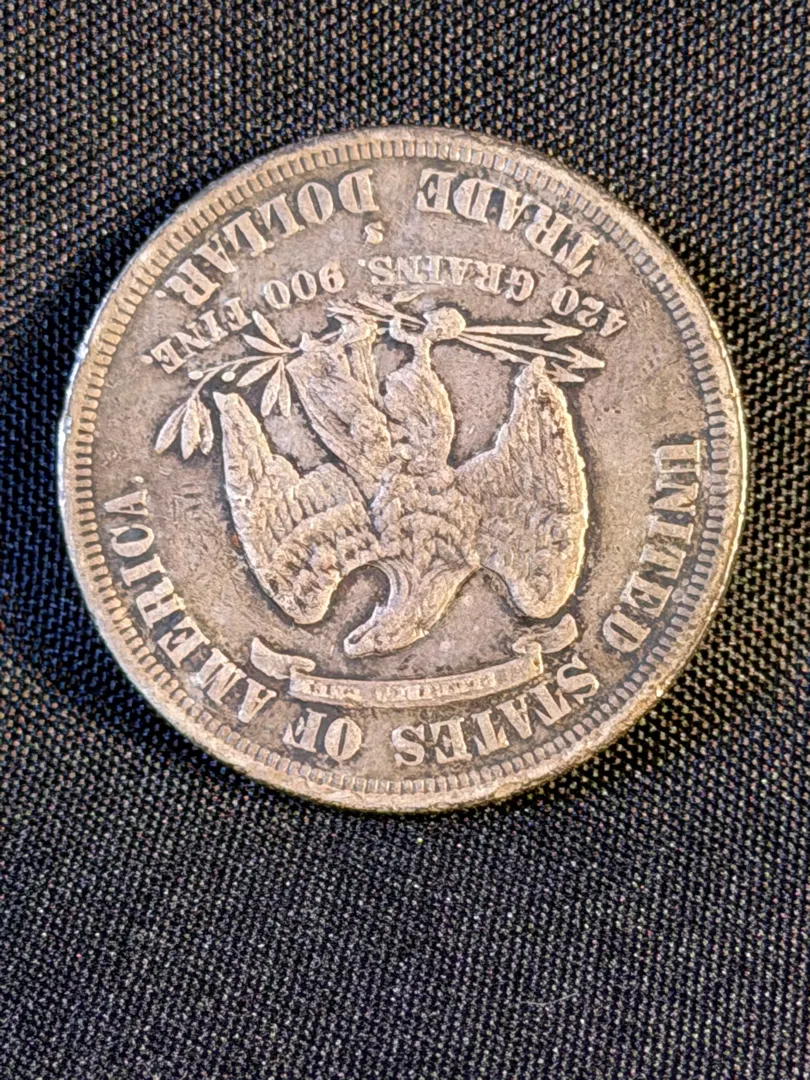 UNITED STATES OF AMERICA.
420 GRAINS. 900 FINE.
S
TRADE DOLLAR.